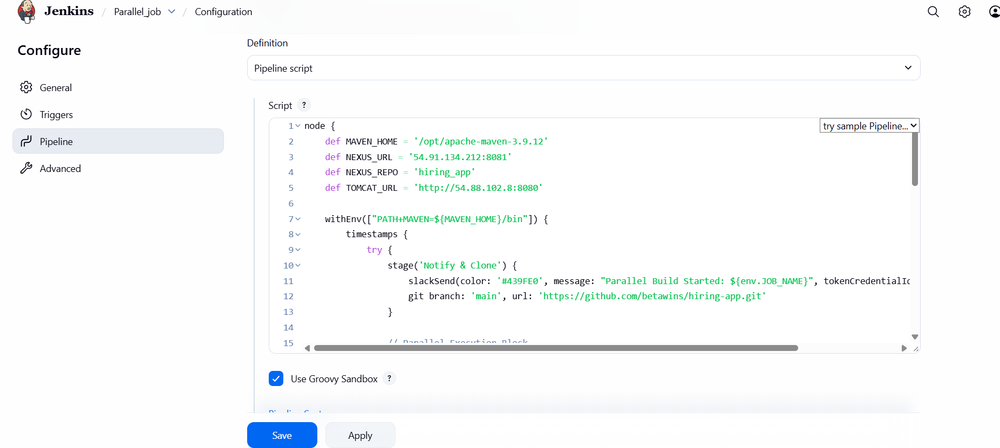 Jenkins / Parallel_job / Configuration
Configure
General
Triggers
Pipeline
Advanced
Definition
Pipeline script
Script ?
try sample Pipeline...
1 node {
2 def MAVEN_HOME = '/opt/apache-maven-3.9.12'
3 def NEXUS_URL = '54.91.134.212:8081'
4 def NEXUS_REPO = 'hiring_app'
5 def TOMCAT_URL = 'http://54.88.102.8:8080'
6
7 withEnv(["PATH+MAVEN=${MAVEN_HOME}/bin"]) {
8 timestamps {
9 try {
10 stage('Notify & Clone') {
11 slackSend(color: '#439FE0', message: "Parallel Build Started: ${env.JOB_NAME}", tokenCredentialId
12 git branch: 'main', url: 'https://github.com/betawins/hiring-app.git'
13 }
14
15 // Parallel Execution Block
Use Groovy Sandbox ?
Save
Apply